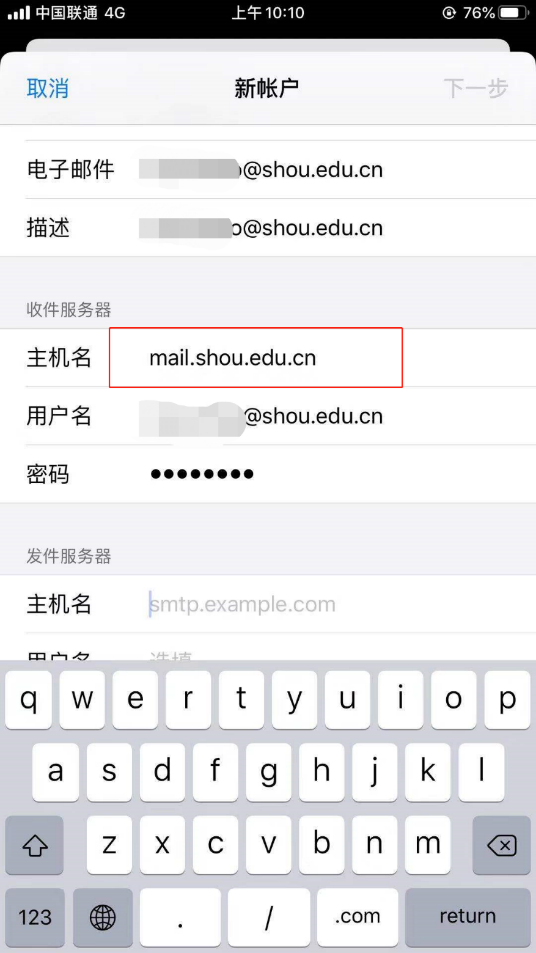 中国联通 4G 上午10:10 76%
取消 新帐户 下一步
电子邮件 @shou.edu.cn
描述 o@shou.edu.cn
收件服务器
主机名 mail.shou.edu.cn
用户名 @shou.edu.cn
密码 ●●●●●●●●
发件服务器
主机名 smtp.example.com
用户名 选填
q w e r t y u i o p
a s d f g h j k l
z x c v b n m
123 . / .com return